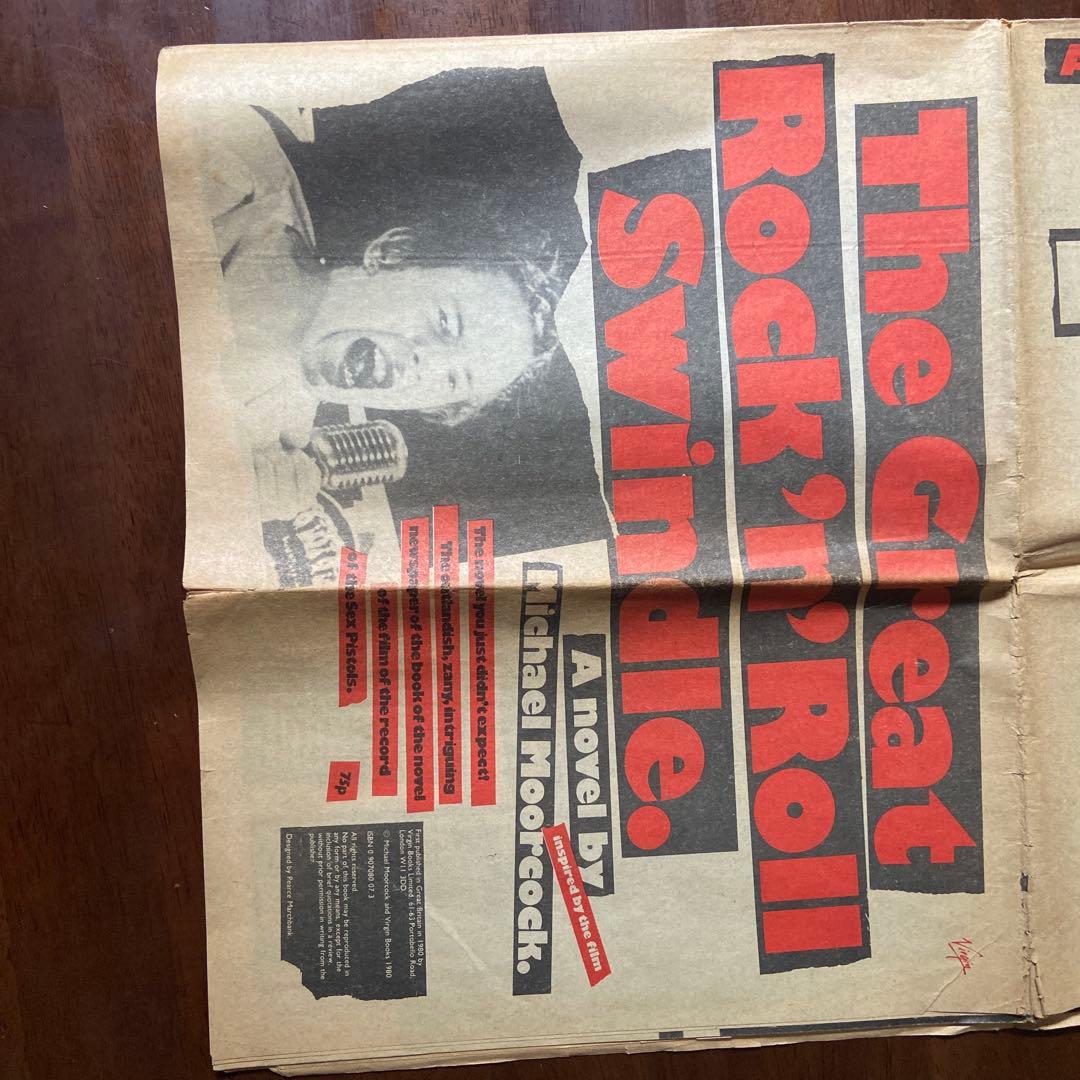 The Great
Rock'n'Roll
Swindle.
A novel by
Michael Moorcock.
inspired by the film
The novel you just didn't expect!
The outlandish, zany, intriguing
newspaper of the book of the novel
of the film of the record
of the Sex Pistols.
75p
First published in Great Britain in 1980 by
Virgin Books Limited, 61-63 Portobello Road,
London W11 3DD
© Michael Moorcock and Virgin Books 1980.
ISBN 0 907080 07 3
All rights reserved.
No part of this book may be reproduced in
any form or by any means, except for the
inclusion of brief quotations in a review,
without prior permission in writing from the
publisher.
Designed by Pearce Marchbank.
Virgin